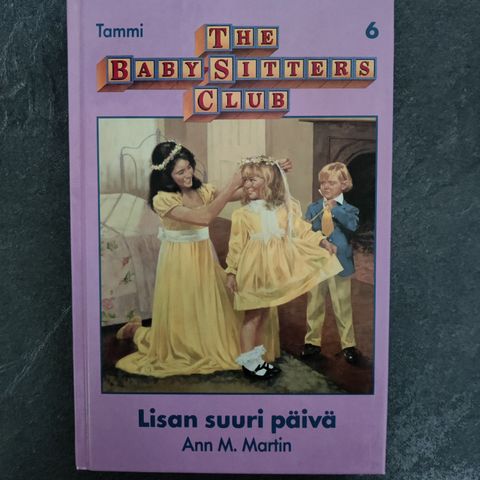 Tammi
6
THE
BABY-SITTERS
CLUB
Lisan suuri päivä
Ann M. Martin